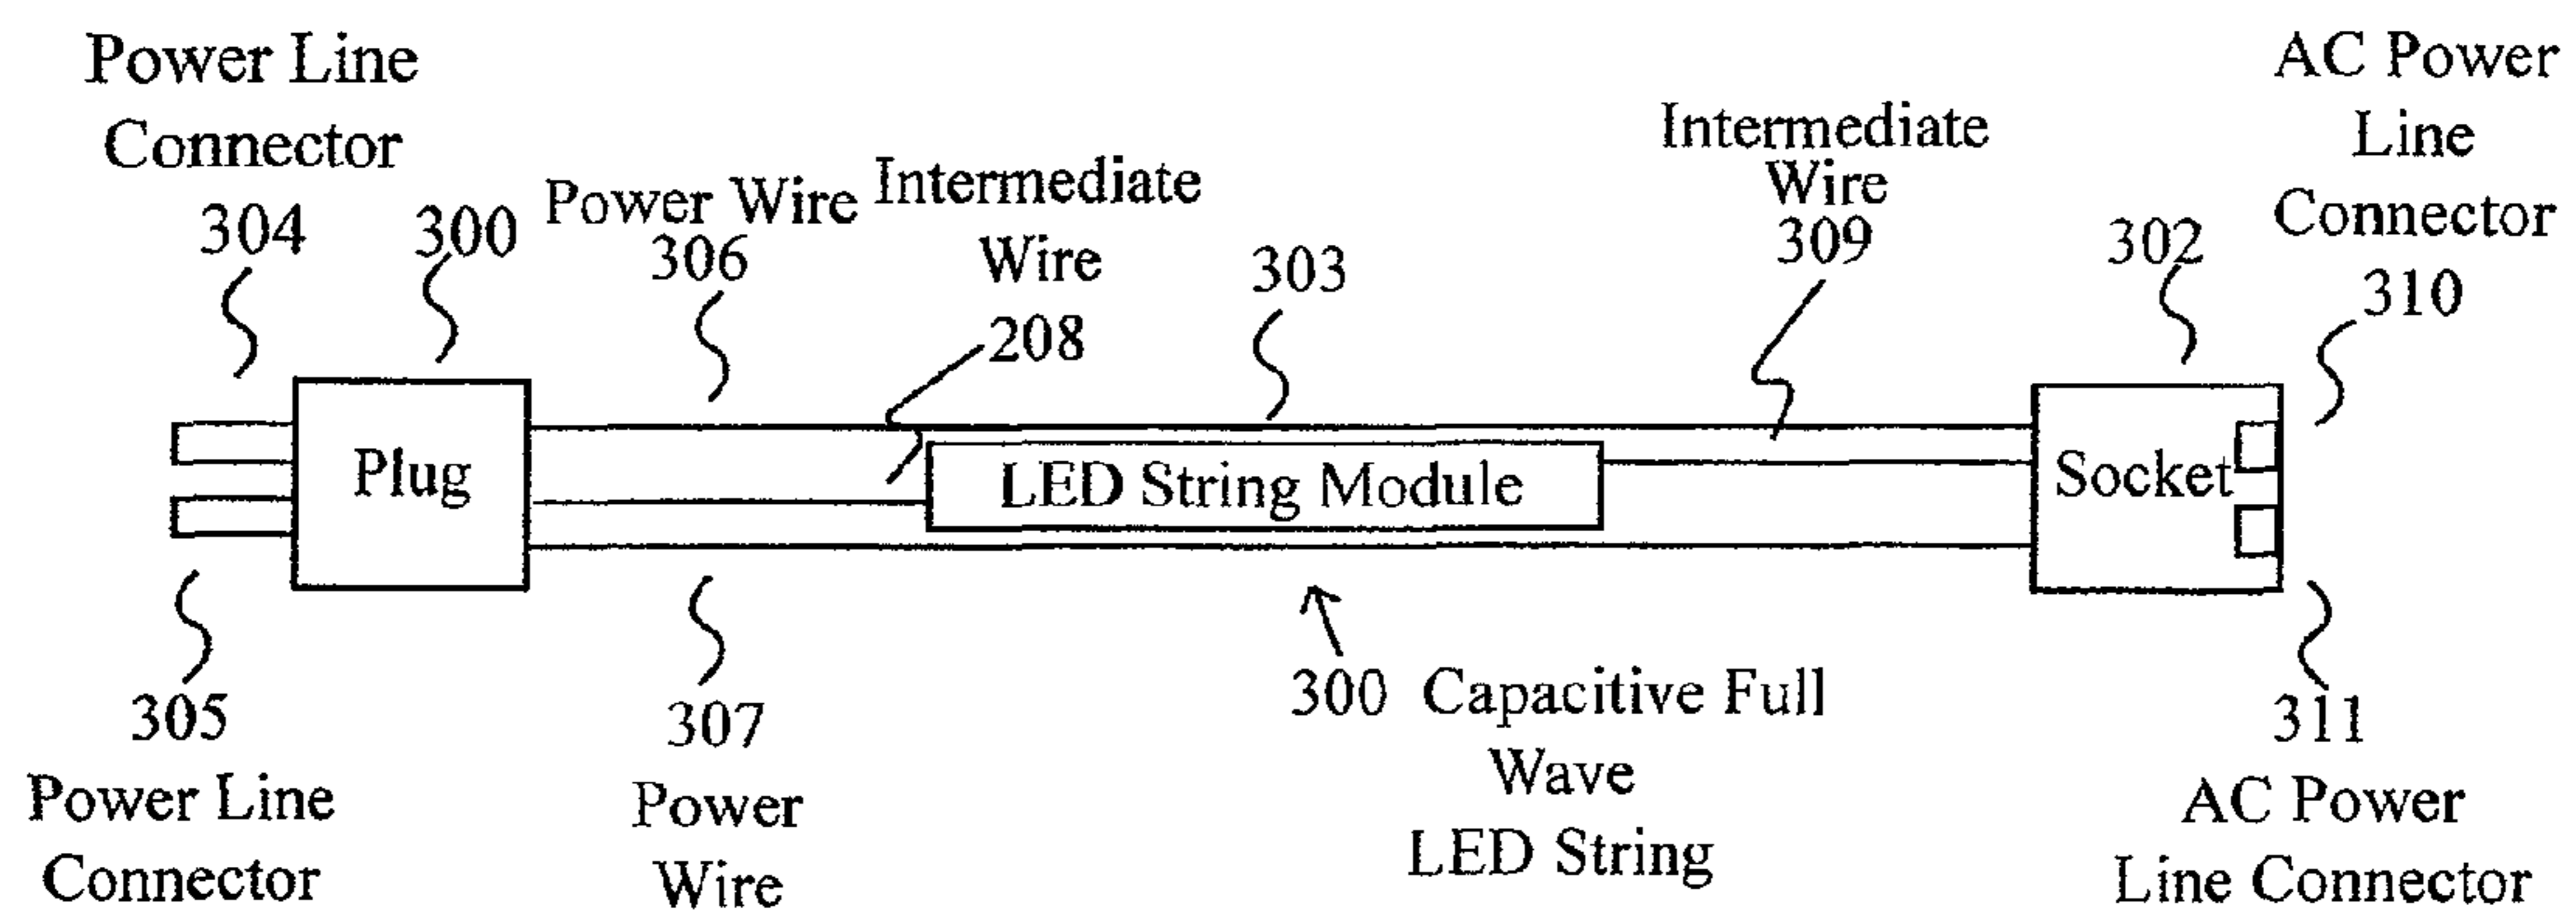 Power Line
Connector
304
300
Power Wire
306
Intermediate
Wire
208
303
Intermediate
Wire
309
302
AC Power
Line
Connector
310
Plug
LED String Module
Socket
305
Power Line
Connector
307
Power
Wire
300 Capacitive Full
Wave
LED String
311
AC Power
Line Connector